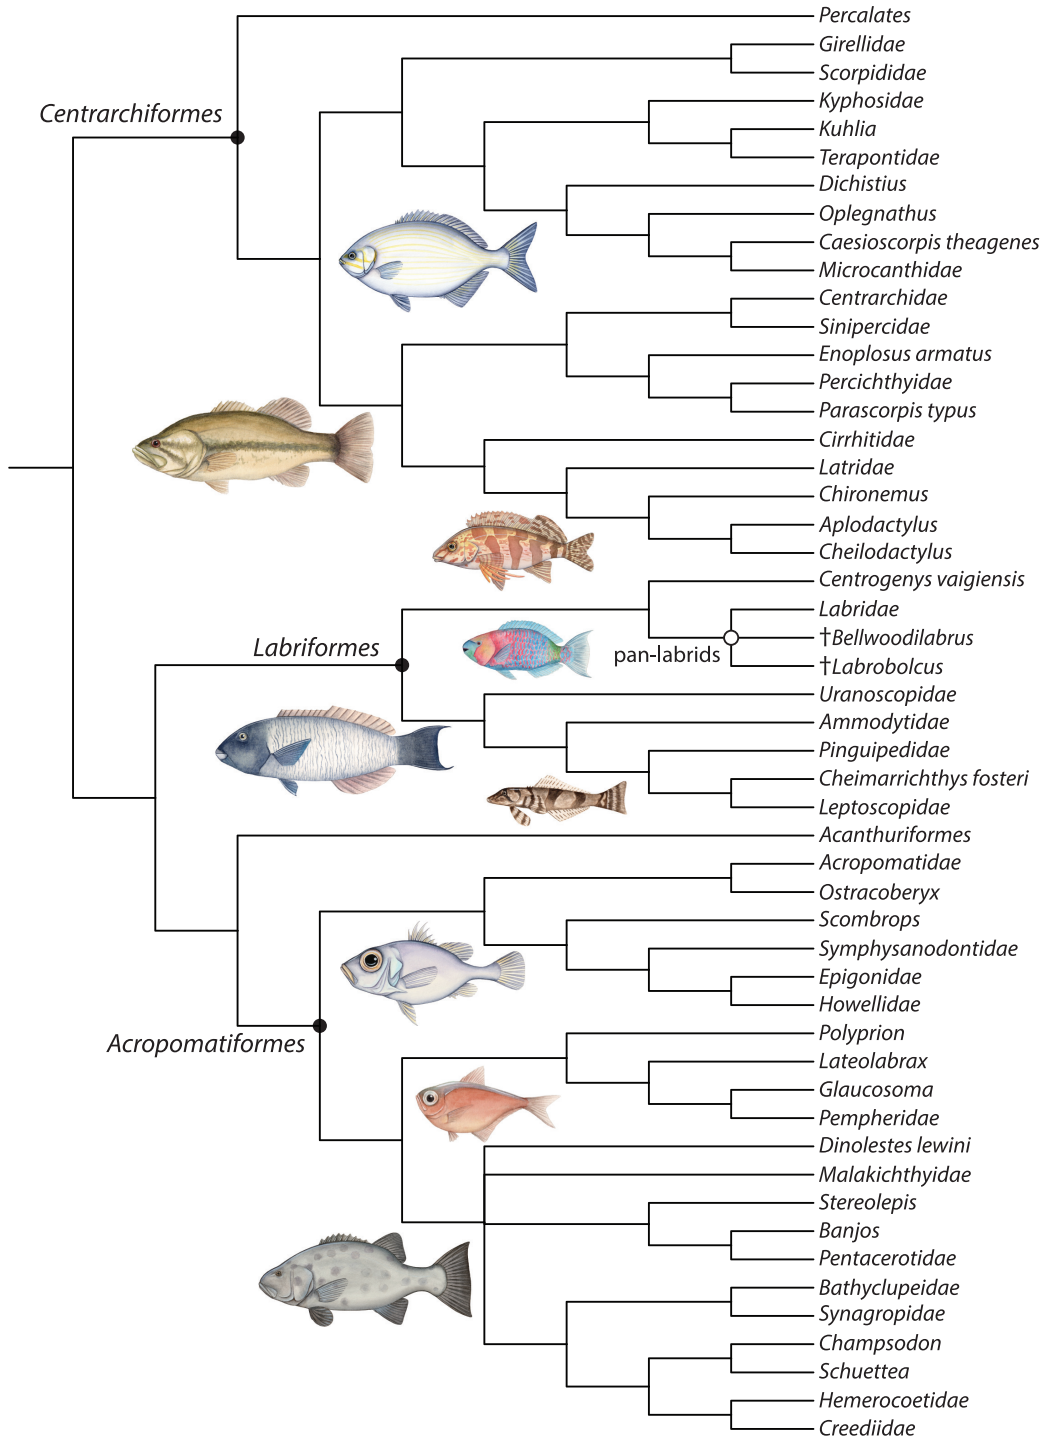 Percalates
Girellidae
Scorpididae
Kyphosidae
Centrarchiformes
Kuhlia
Terapontidae
Dichistius
Oplegnathus
Caesioscorpis theagenes
Microcanthidae
Centrarchidae
Sinipercidae
Enoplosus armatus
Percichthyidae
Parascorpis typus
Cirrhitidae
Latridae
Chironemus
Aplodactylus
Cheilodactylus
Centrogenys vaigiensis
Labridae
†Bellwoodilabrus
Labriformes
pan-labrids
†Labrobolcus
Uranoscopidae
Ammodytidae
Pinguipedidae
Cheimarrichthys fosteri
Leptoscopidae
Acanthuriformes
Acropomatidae
Ostracoberyx
Scombrops
Symphysanodontidae
Epigonidae
Howellidae
Polyprion
Acropomatiformes
Lateolabrax
Glaucosoma
Pempheridae
Dinolestes lewini
Malakichthyidae
Stereolepis
Banjos
Pentacerotidae
Bathyclupeidae
Synagropidae
Champsodon
Schuettea
Hemerocoetidae
Creediidae